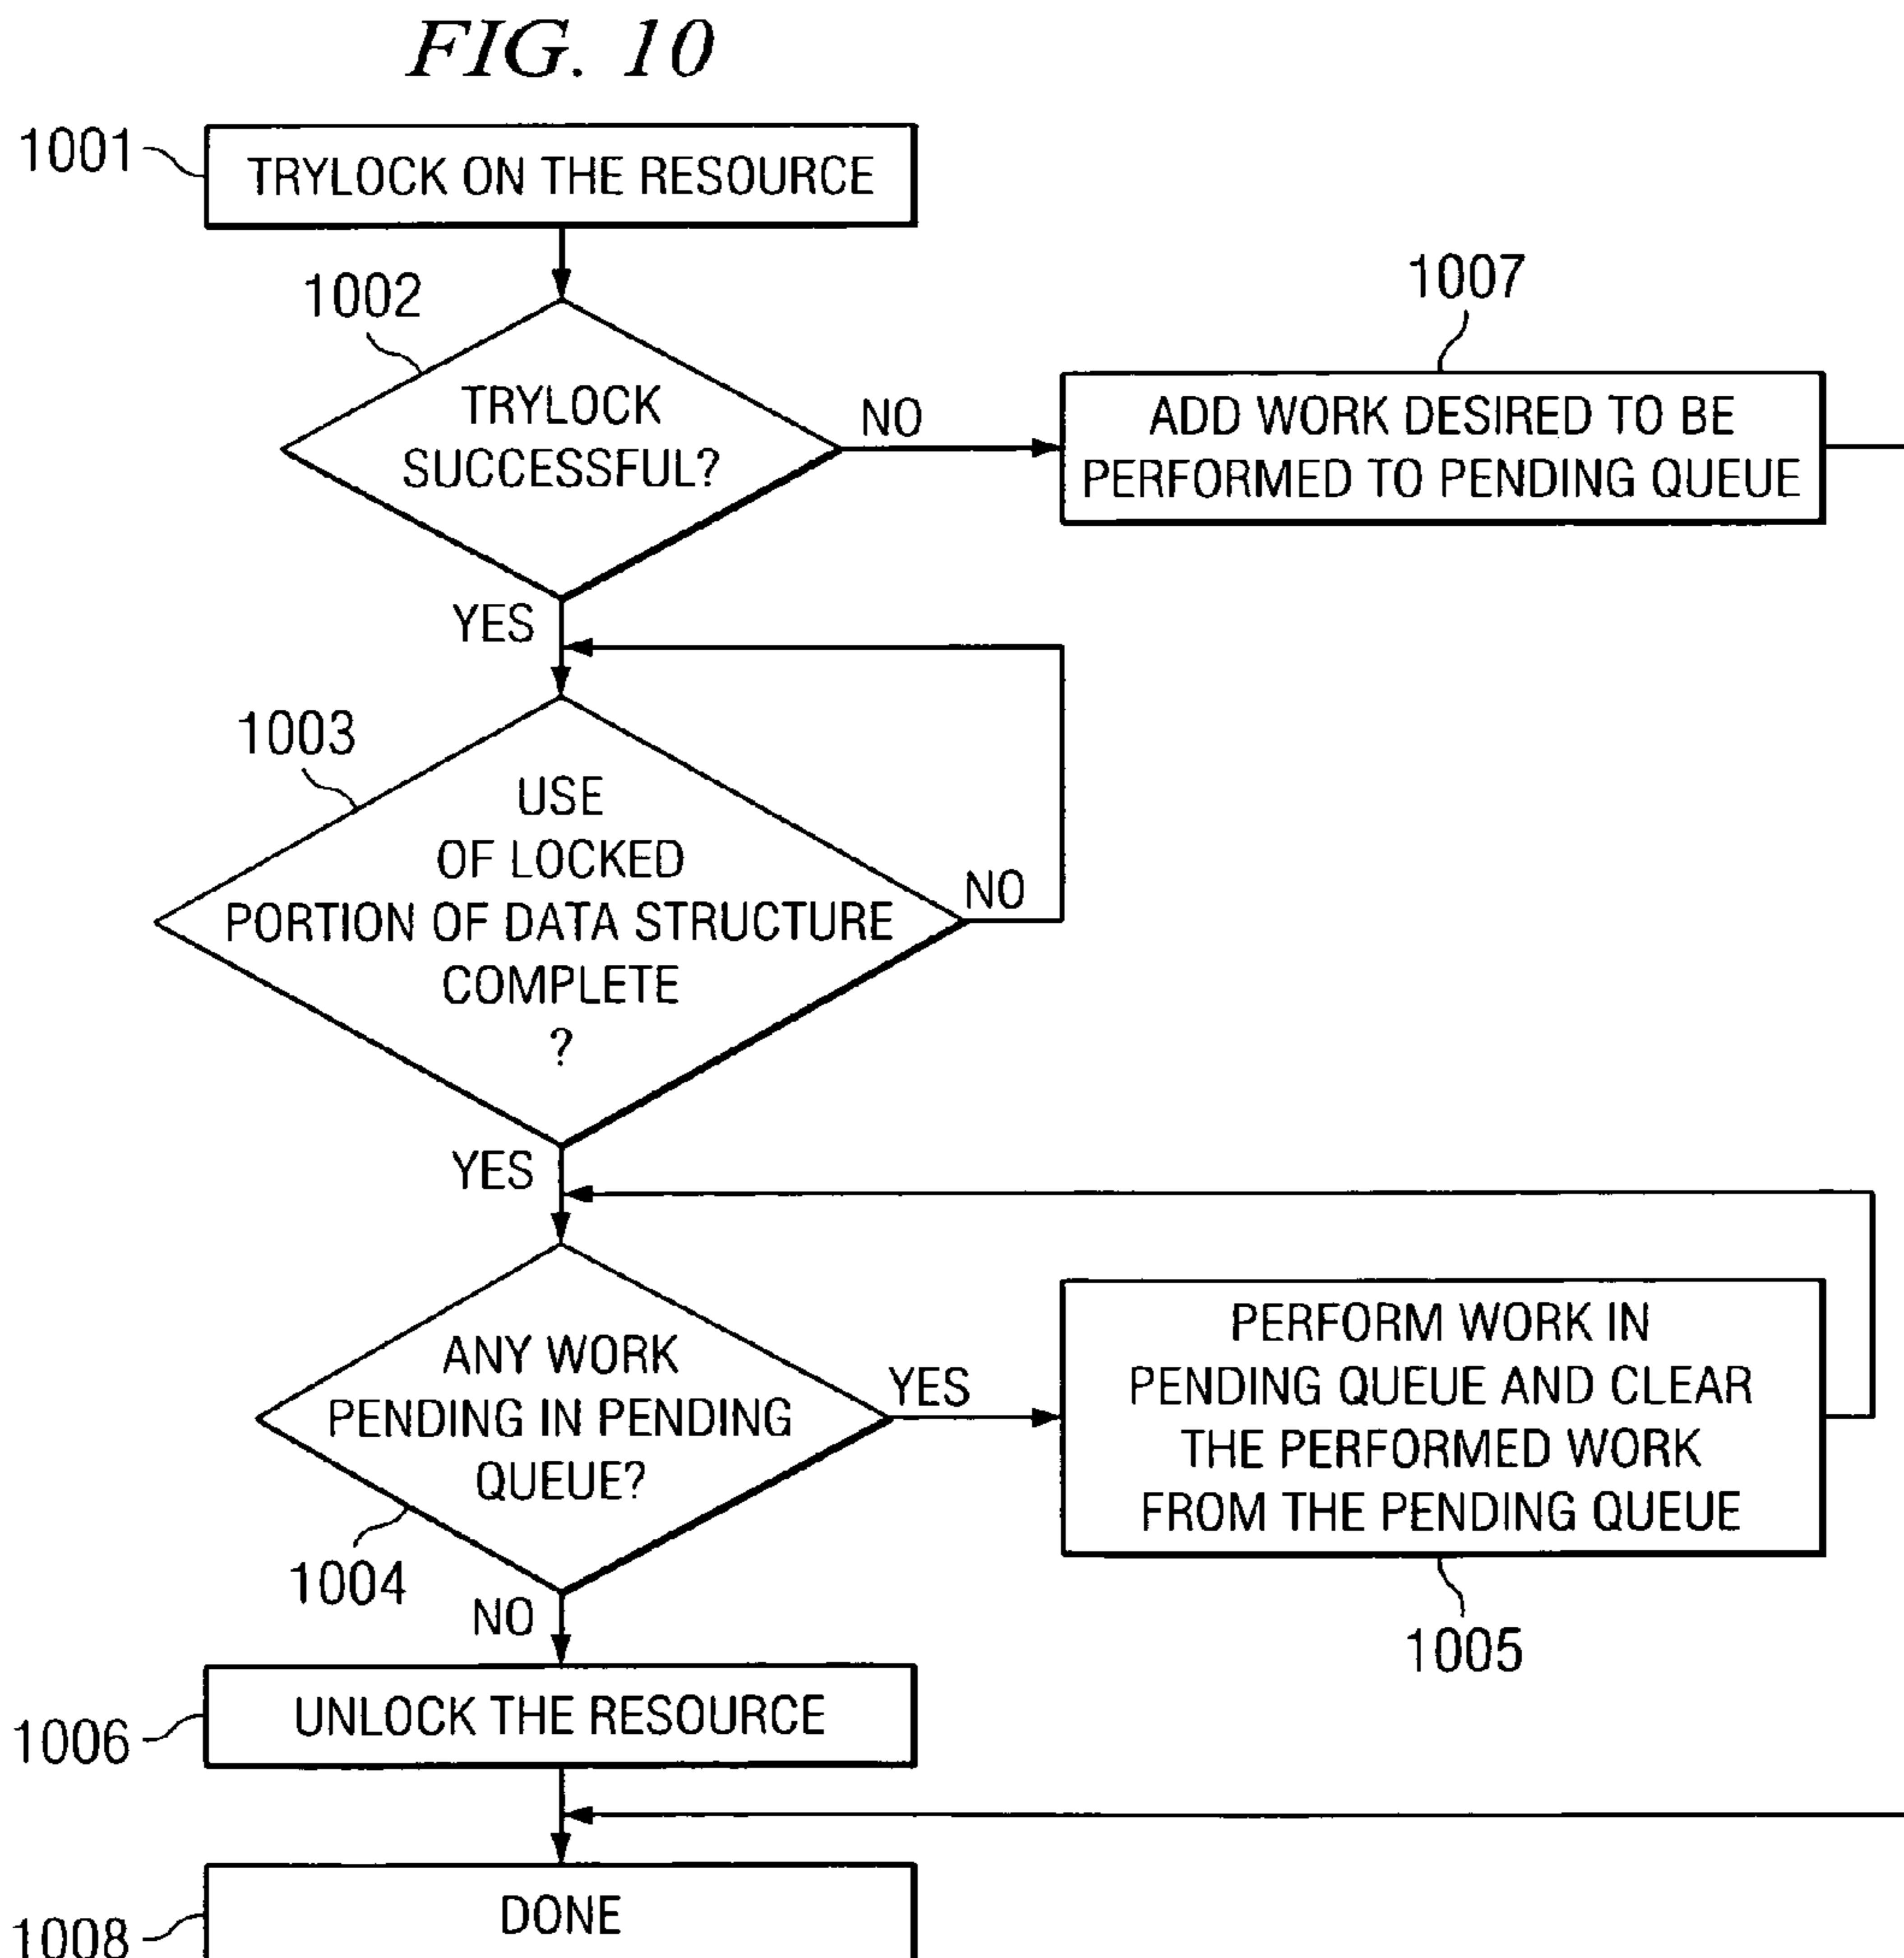 FIG. 10
1001
TRYLOCK ON THE RESOURCE
1002
TRYLOCK
SUCCESSFUL?
NO
1007
ADD WORK DESIRED TO BE
PERFORMED TO PENDING QUEUE
YES
1003
USE
OF LOCKED
PORTION OF DATA STRUCTURE
COMPLETE
?
NO
YES
ANY WORK
PENDING IN PENDING
QUEUE?
1004
YES
PERFORM WORK IN
PENDING QUEUE AND CLEAR
THE PERFORMED WORK
FROM THE PENDING QUEUE
1005
NO
UNLOCK THE RESOURCE
1006
DONE
1008